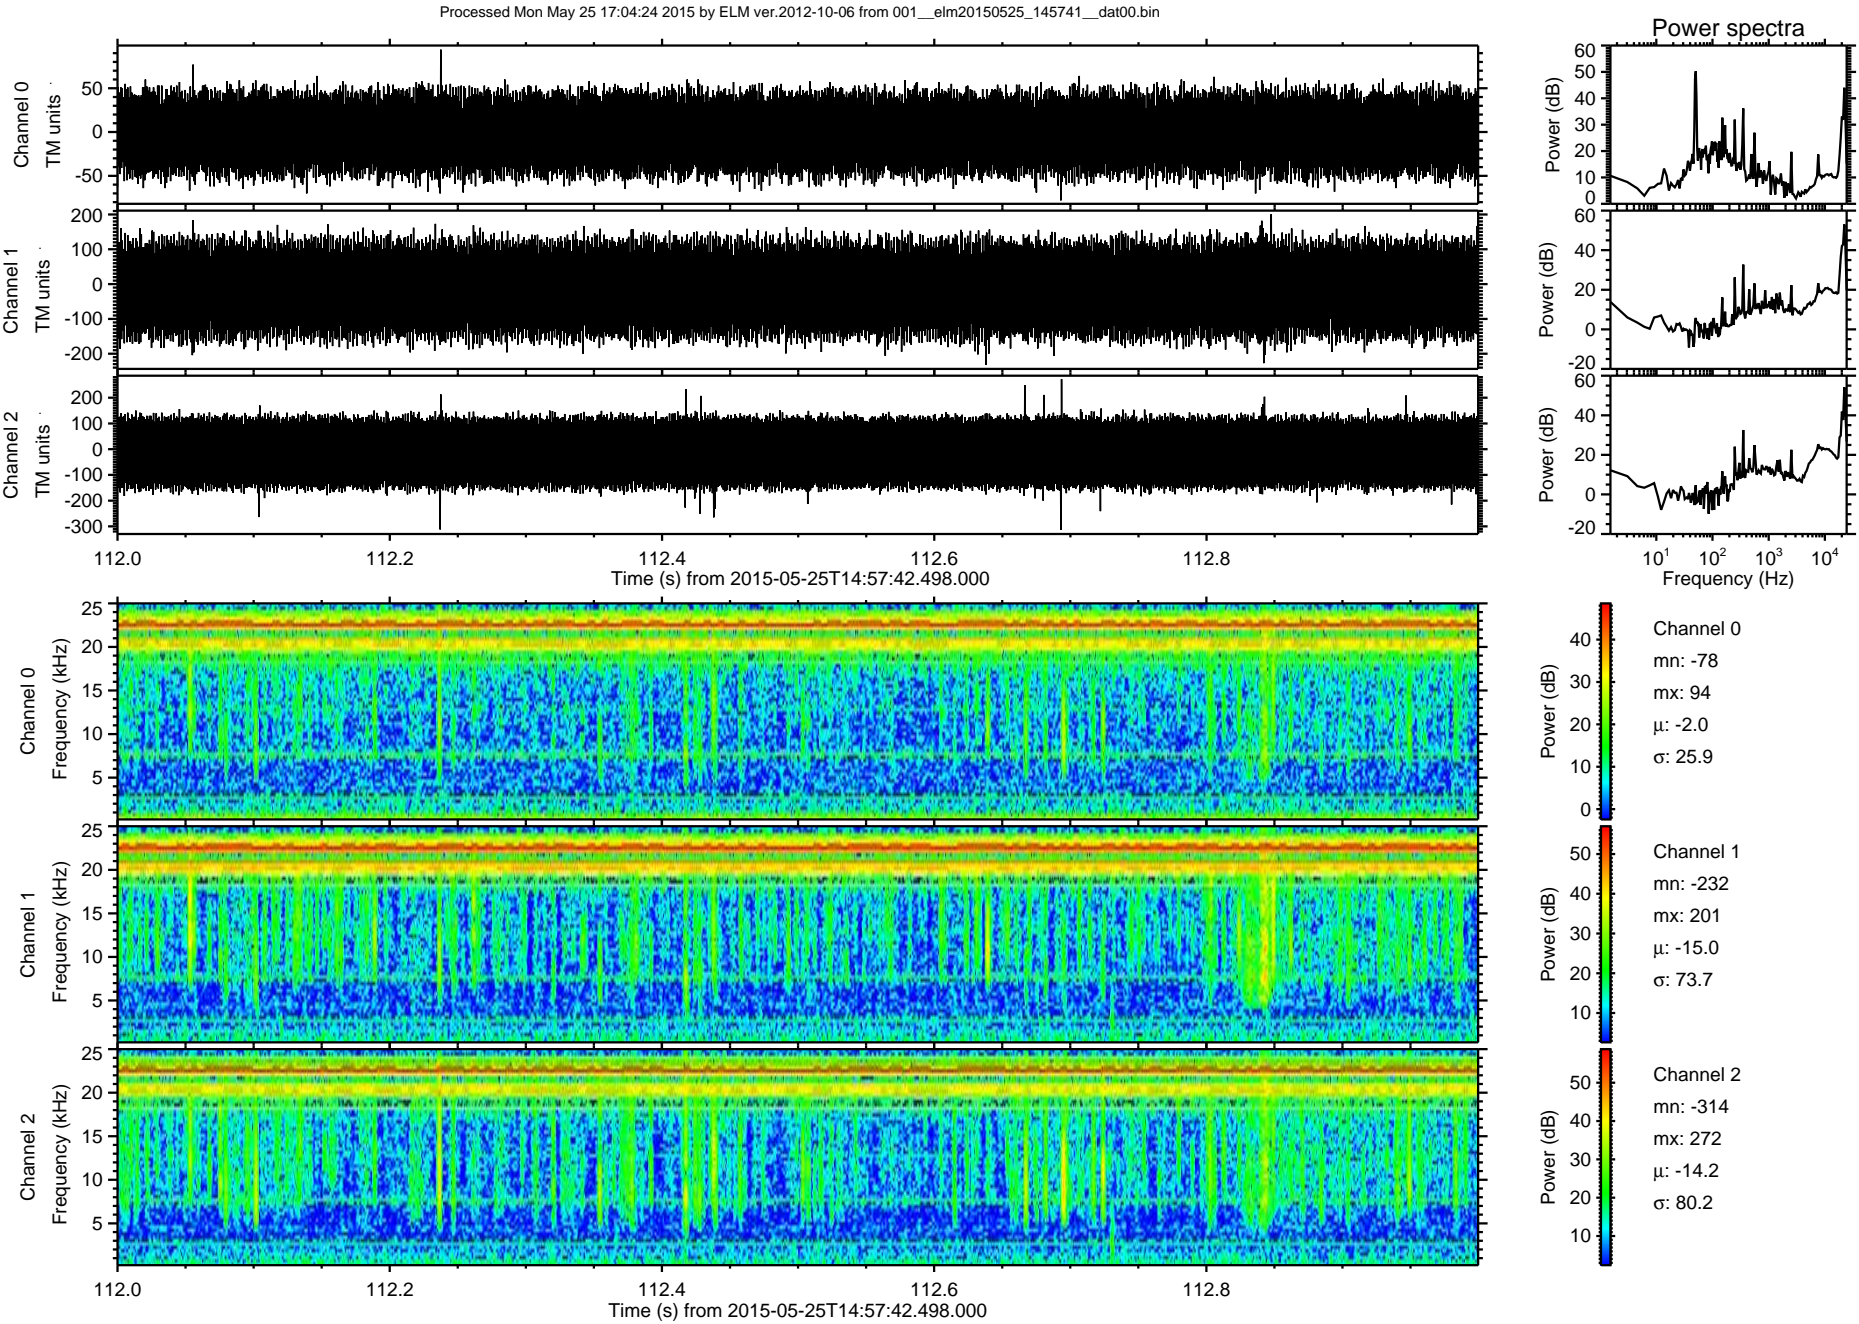 Processed Mon May 25 17:04:24 2015 by ELM ver.2012-10-06 from 001__elm20150525_145741__dat00.bin
Power spectra
Channel 0
TM units
50
0
-50
Power (dB)
60
50
40
30
20
10
0
Channel 1
TM units
200
100
0
-100
-200
Power (dB)
60
40
20
0
-20
Channel 2
TM units
200
100
0
-100
-200
-300
Power (dB)
60
40
20
0
-20
112.0 112.2 112.4 112.6 112.8
Time (s) from 2015-05-25T14:57:42.498.000
10¹ 10² 10³ 10⁴
Frequency (Hz)
Channel 0
Frequency (kHz)
25
20
15
10
5
Power (dB)
40
30
20
10
0
Channel 0
mn: -78
mx: 94
μ: -2.0
σ: 25.9
Channel 1
Frequency (kHz)
25
20
15
10
5
Power (dB)
50
40
30
20
10
Channel 1
mn: -232
mx: 201
μ: -15.0
σ: 73.7
Channel 2
Frequency (kHz)
25
20
15
10
5
Power (dB)
50
40
30
20
10
Channel 2
mn: -314
mx: 272
μ: -14.2
σ: 80.2
112.0 112.2 112.4 112.6 112.8
Time (s) from 2015-05-25T14:57:42.498.000